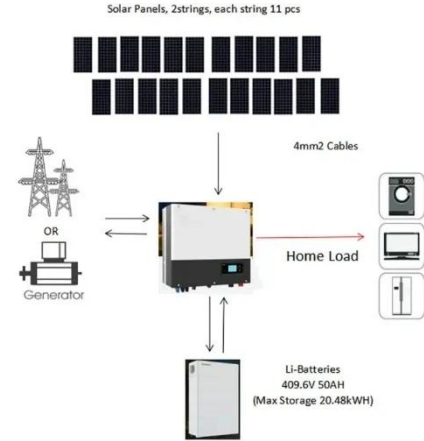 Solar Panels, 2strings, each string 11 pcs
4mm2 Cables
OR
Generator
Home Load
Li-Batteries
409.6V 50AH
(Max Storage 20.48kWH)